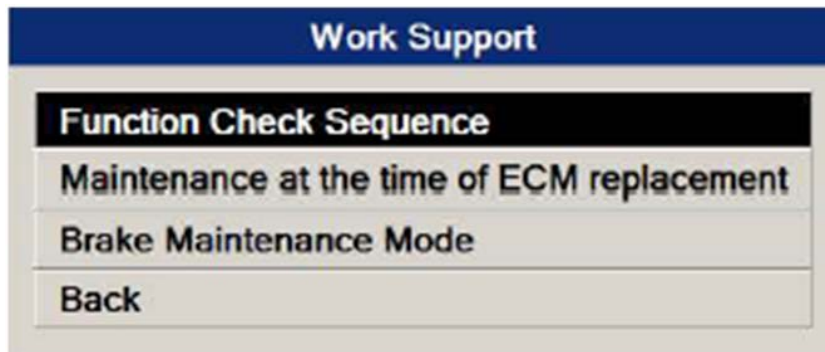 Work Support
Function Check Sequence
Maintenance at the time of ECM replacement
Brake Maintenance Mode
Back